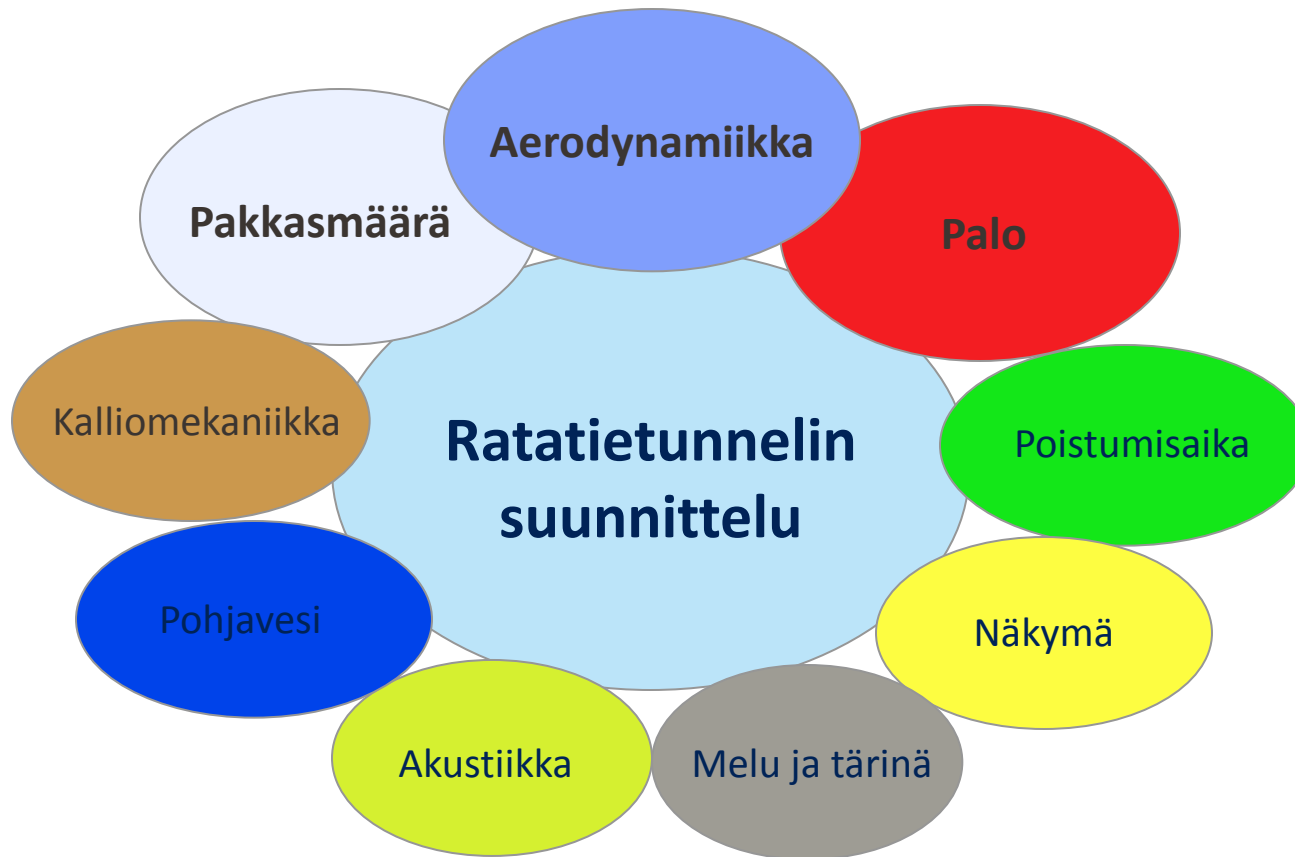 Aerodynamiikka
Pakkasmäärä
Palo
Kalliomekaniikka
Ratatietunnelin
suunnittelu
Poistumisaika
Pohjavesi
Näkymä
Akustiikka
Melu ja tärinä